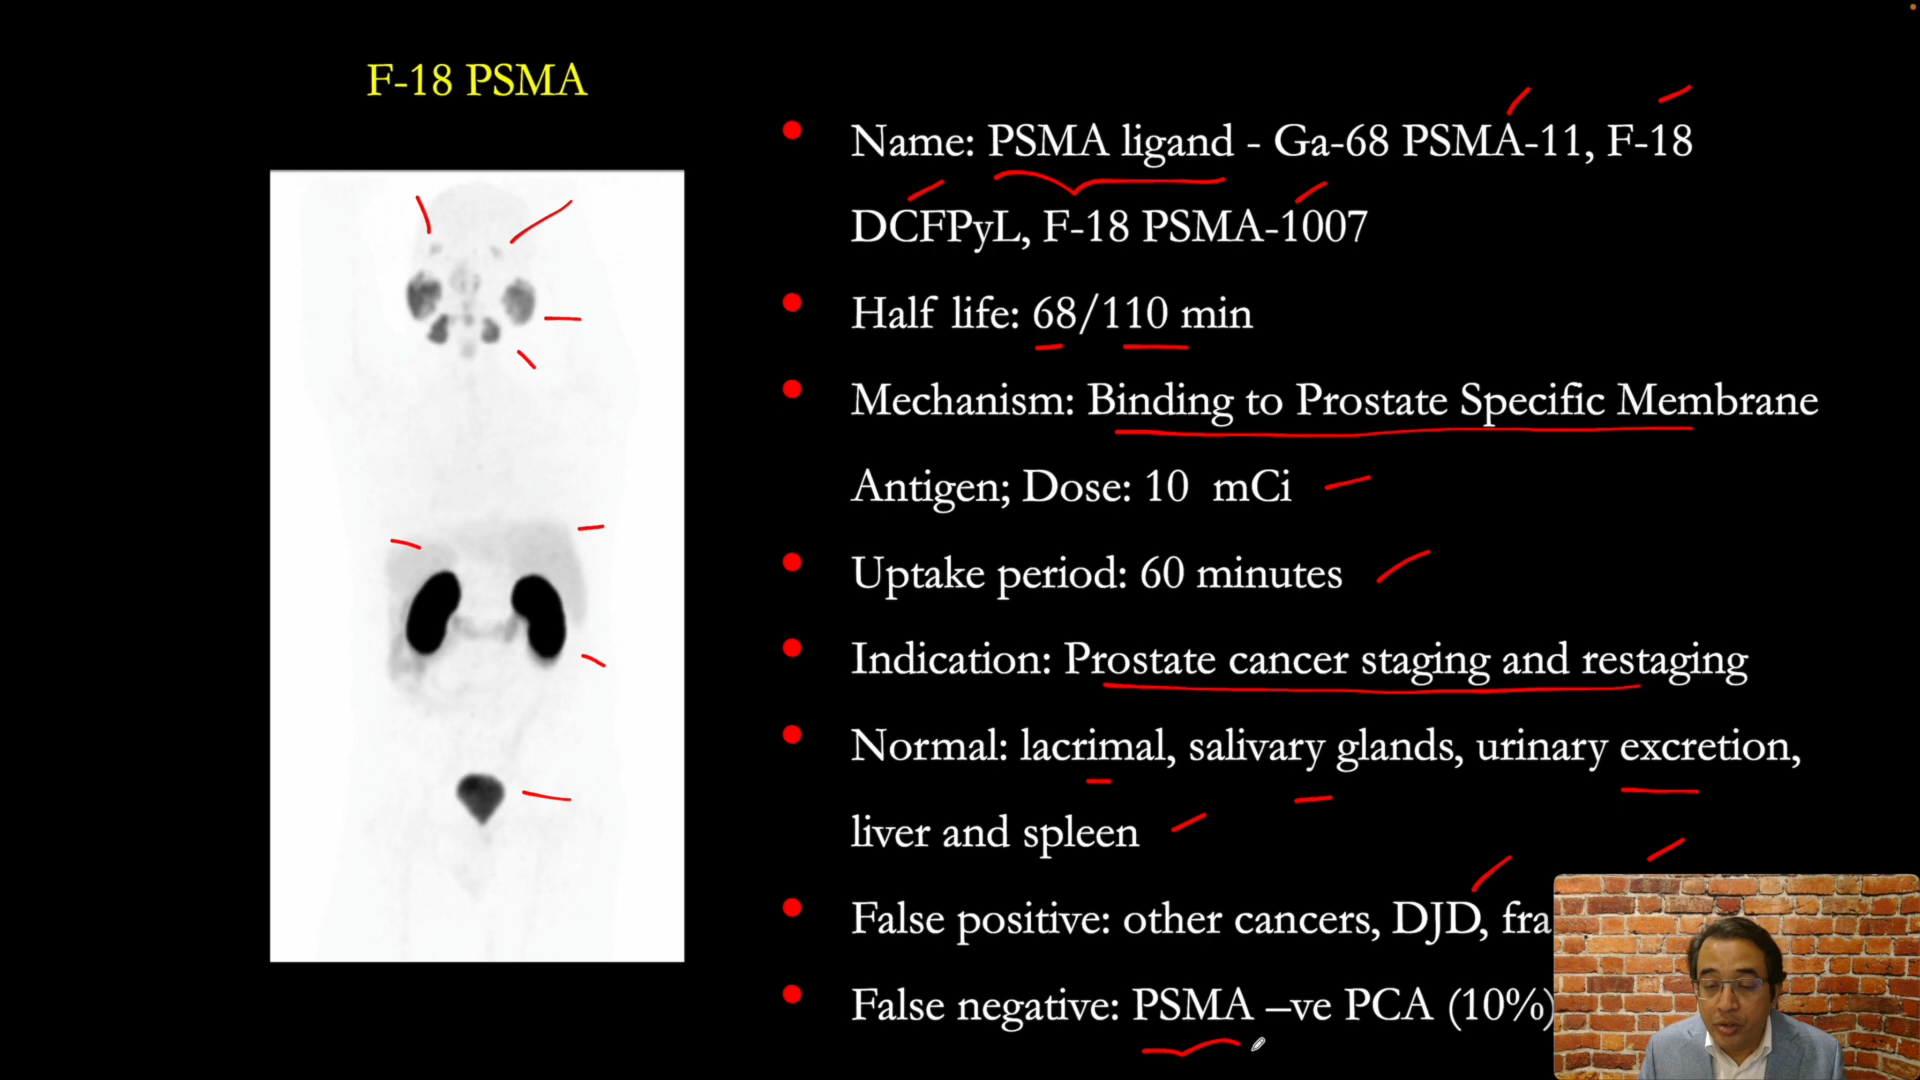 F-18 PSMA
Name: PSMA ligand - Ga-68 PSMA-11, F-18
DCFPyL, F-18 PSMA-1007
Half life: 68/110 min
Mechanism: Binding to Prostate Specific Membrane
Antigen; Dose: 10 mCi
Uptake period: 60 minutes
Indication: Prostate cancer staging and restaging
Normal: lacrimal, salivary glands, urinary excretion,
liver and spleen
False positive: other cancers, DJD,
False negative: PSMA –ve PCA (10%)